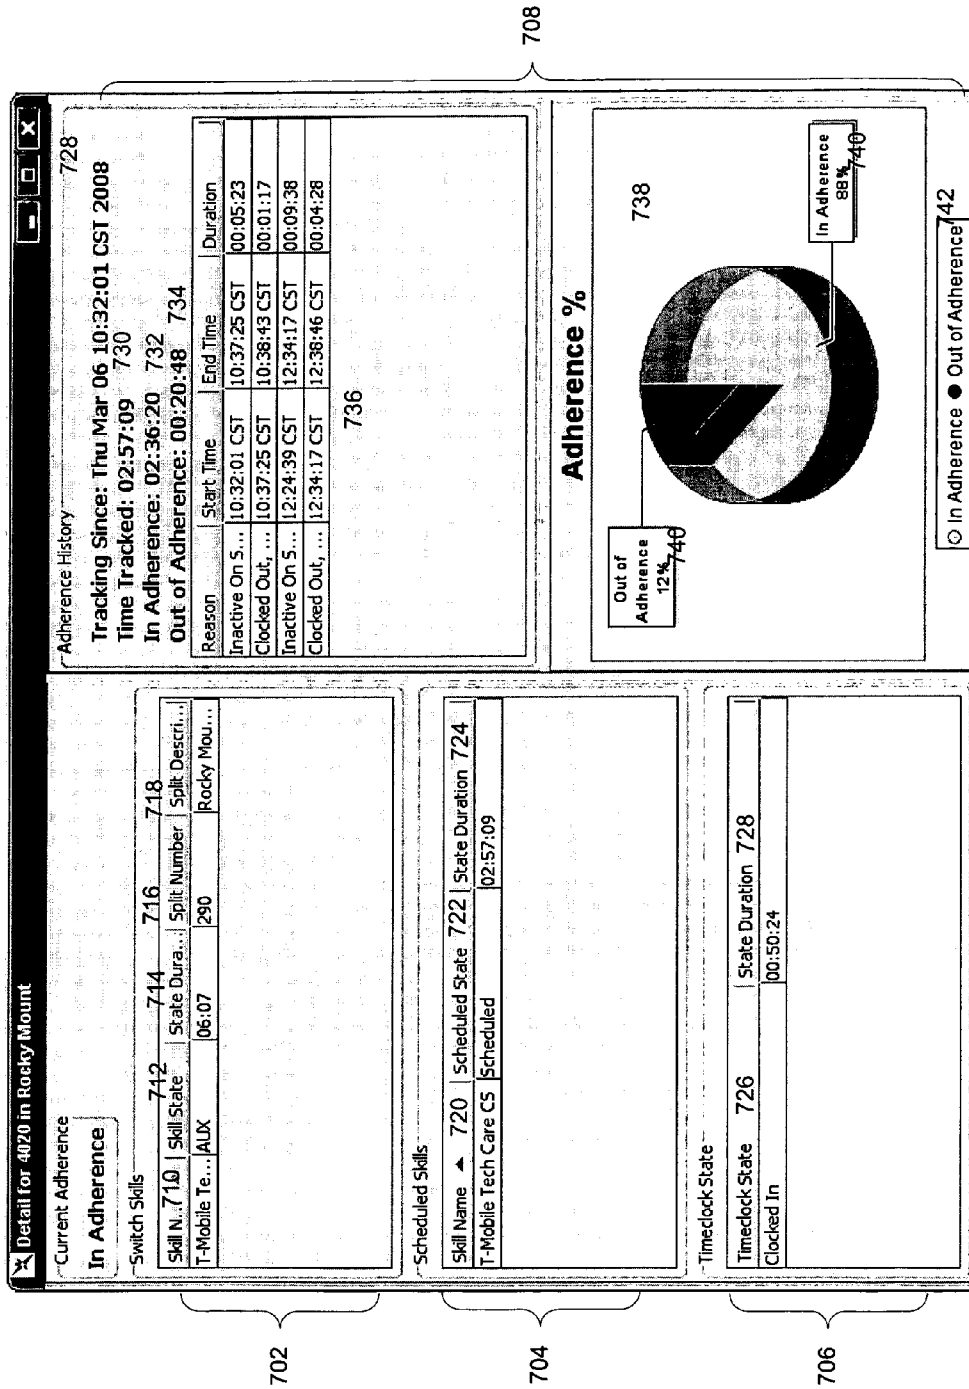 Detail for 4020 in Rocky Mount
Current Adherence
In Adherence
Switch Skills
712 714 716 718
Skill N... 710 Skill State State Dura... Split Number Split Descri...
T-Mobile Te... AUX 06:07 290 Rocky Mou...
702
Scheduled Skills
Skill Name 720 Scheduled State 722 State Duration 724
T-Mobile Tech Care CS Scheduled 02:57:09
704
Timeclock State
Timeclock State 726 State Duration 728
Clocked In 00:50:24
706
Adherence History
728
Tracking Since: Thu Mar 06 10:32:01 CST 2008
Time Tracked: 02:57:09 730
In Adherence: 02:36:20 732
Out of Adherence: 00:20:48 734
Reason Start Time End Time Duration
Inactive On S... 10:32:01 CST 10:37:25 CST 00:05:23
Clocked Out, ... 10:37:25 CST 10:38:43 CST 00:01:17
Inactive On S... 12:24:39 CST 12:34:17 CST 00:09:38
Clocked Out, ... 12:34:17 CST 12:38:46 CST 00:04:28
736
708
Adherence %
738
Out of
Adherence
12%
740
In Adherence
88%
740
742
In Adherence Out of Adherence